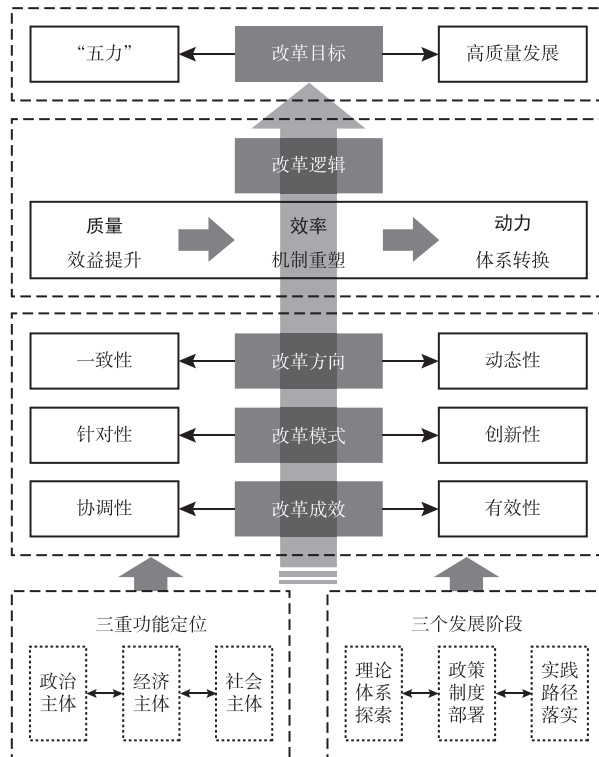 “五力” 改革目标 高质量发展
改革逻辑
质量 效率 动力
效益提升 机制重塑 体系转换
一致性 改革方向 动态性
针对性 改革模式 创新性
协调性 改革成效 有效性
三重功能定位 三个发展阶段
政治 经济 社会
主体 主体 主体
理论 政策 实践
体系 制度 路径
探索 部署 落实